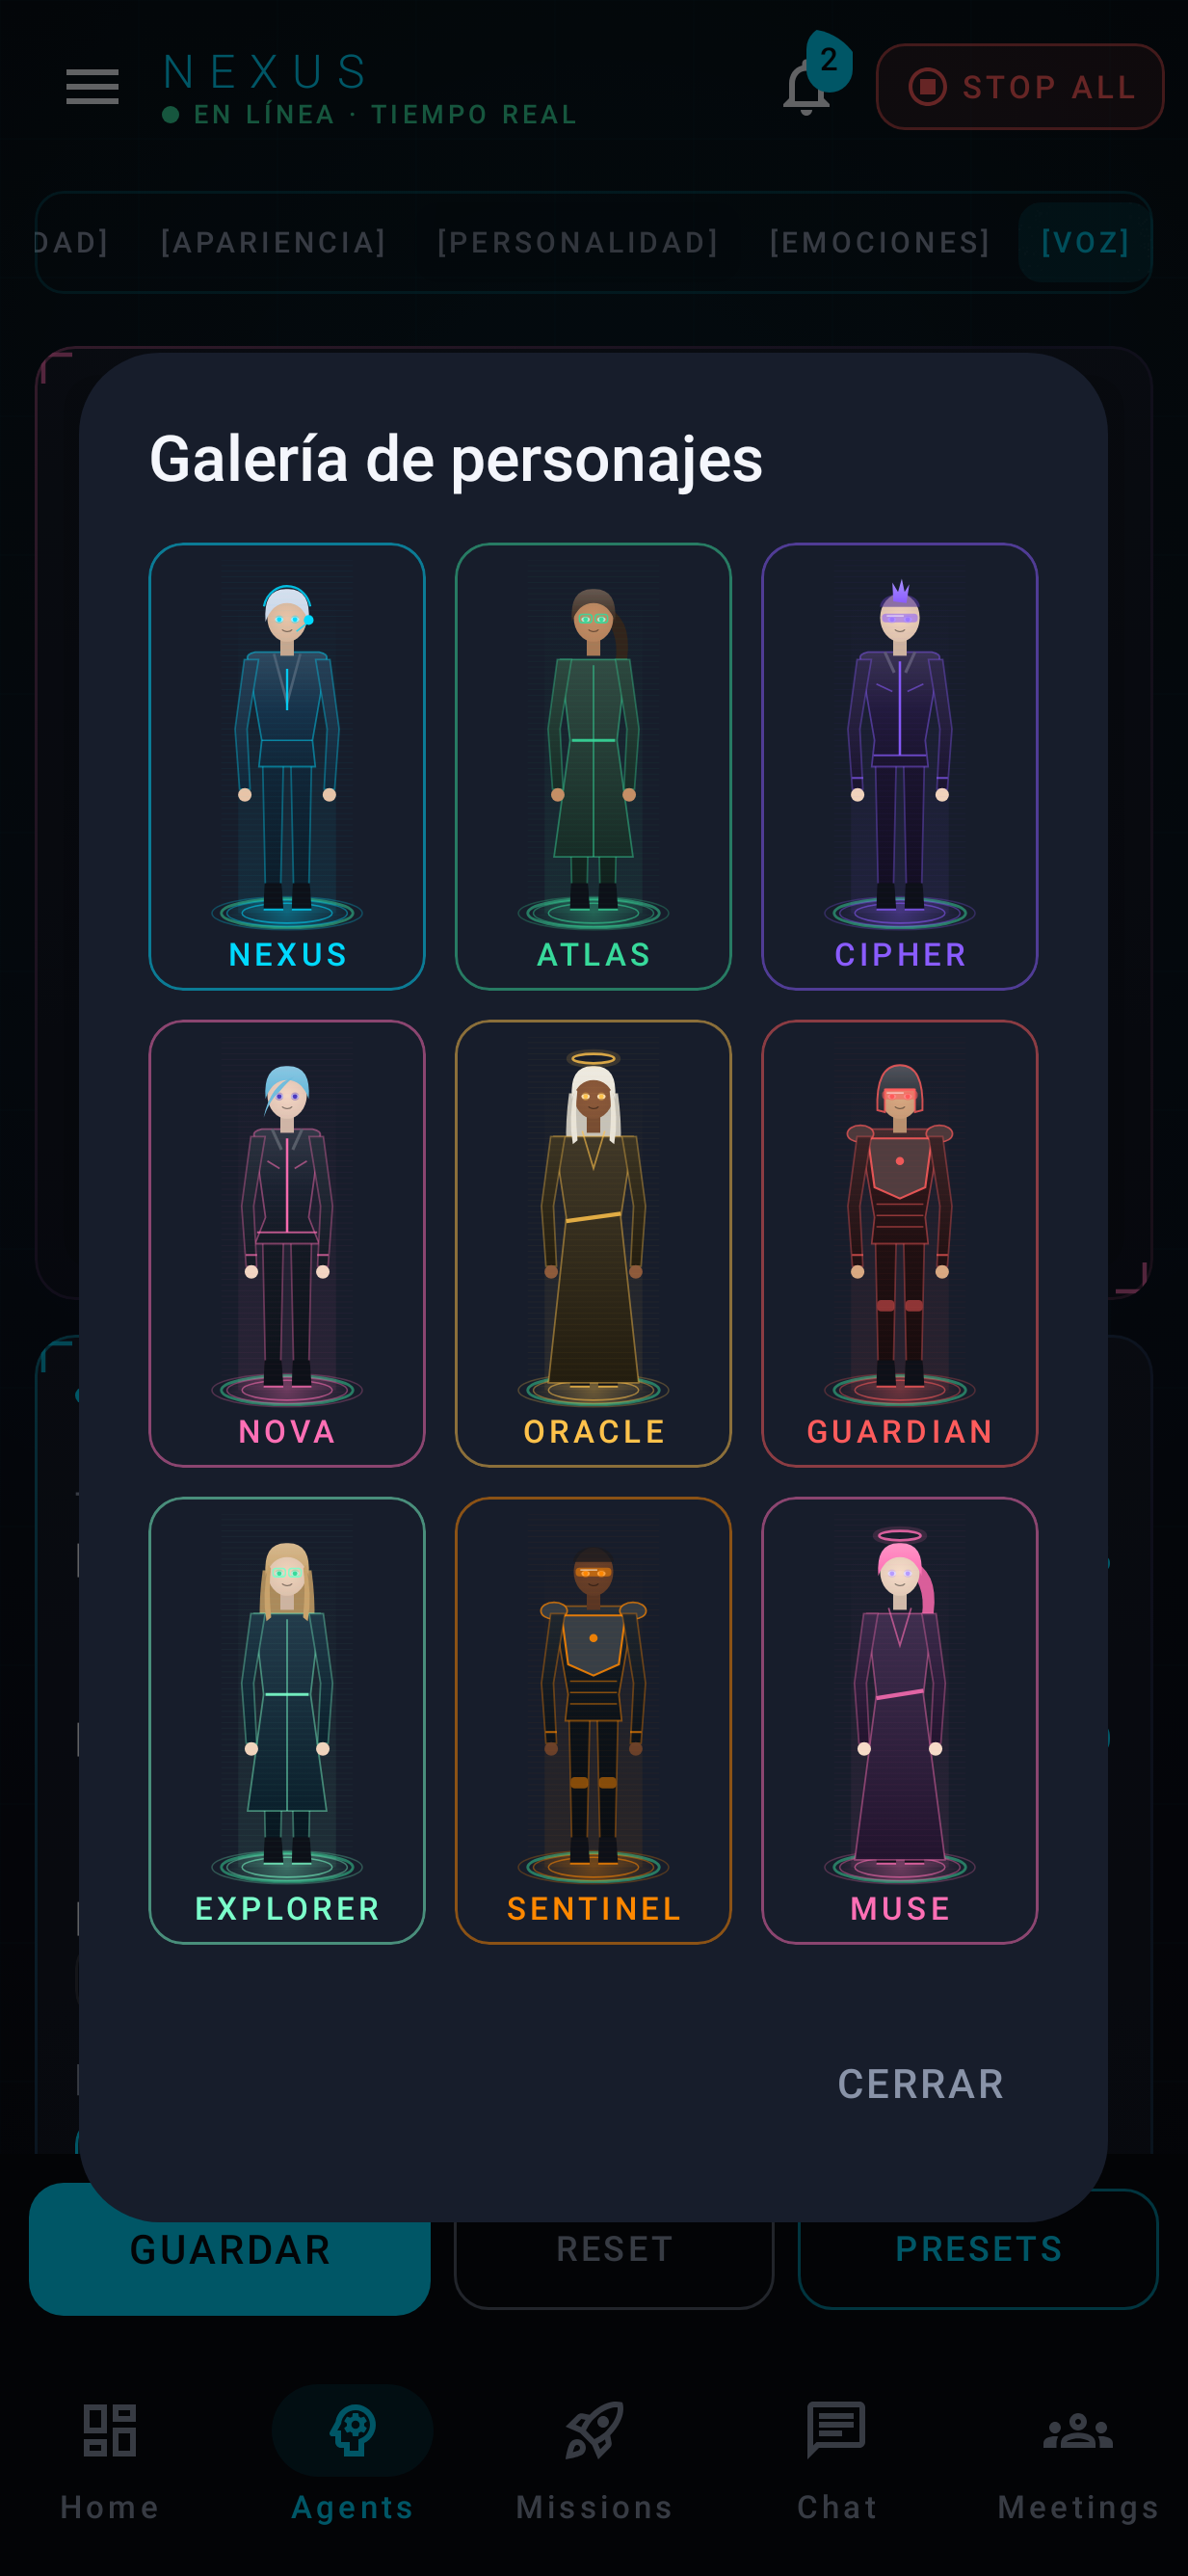 NEXUS
2
STOP ALL
EN LÍNEA · TIEMPO REAL
DAD] [APARIENCIA] [PERSONALIDAD] [EMOCIONES] [VOZ]
Galería de personajes
NEXUS ATLAS CIPHER
NOVA ORACLE GUARDIAN
EXPLORER SENTINEL MUSE
CERRAR
GUARDAR RESET PRESETS
Home Agents Missions Chat Meetings